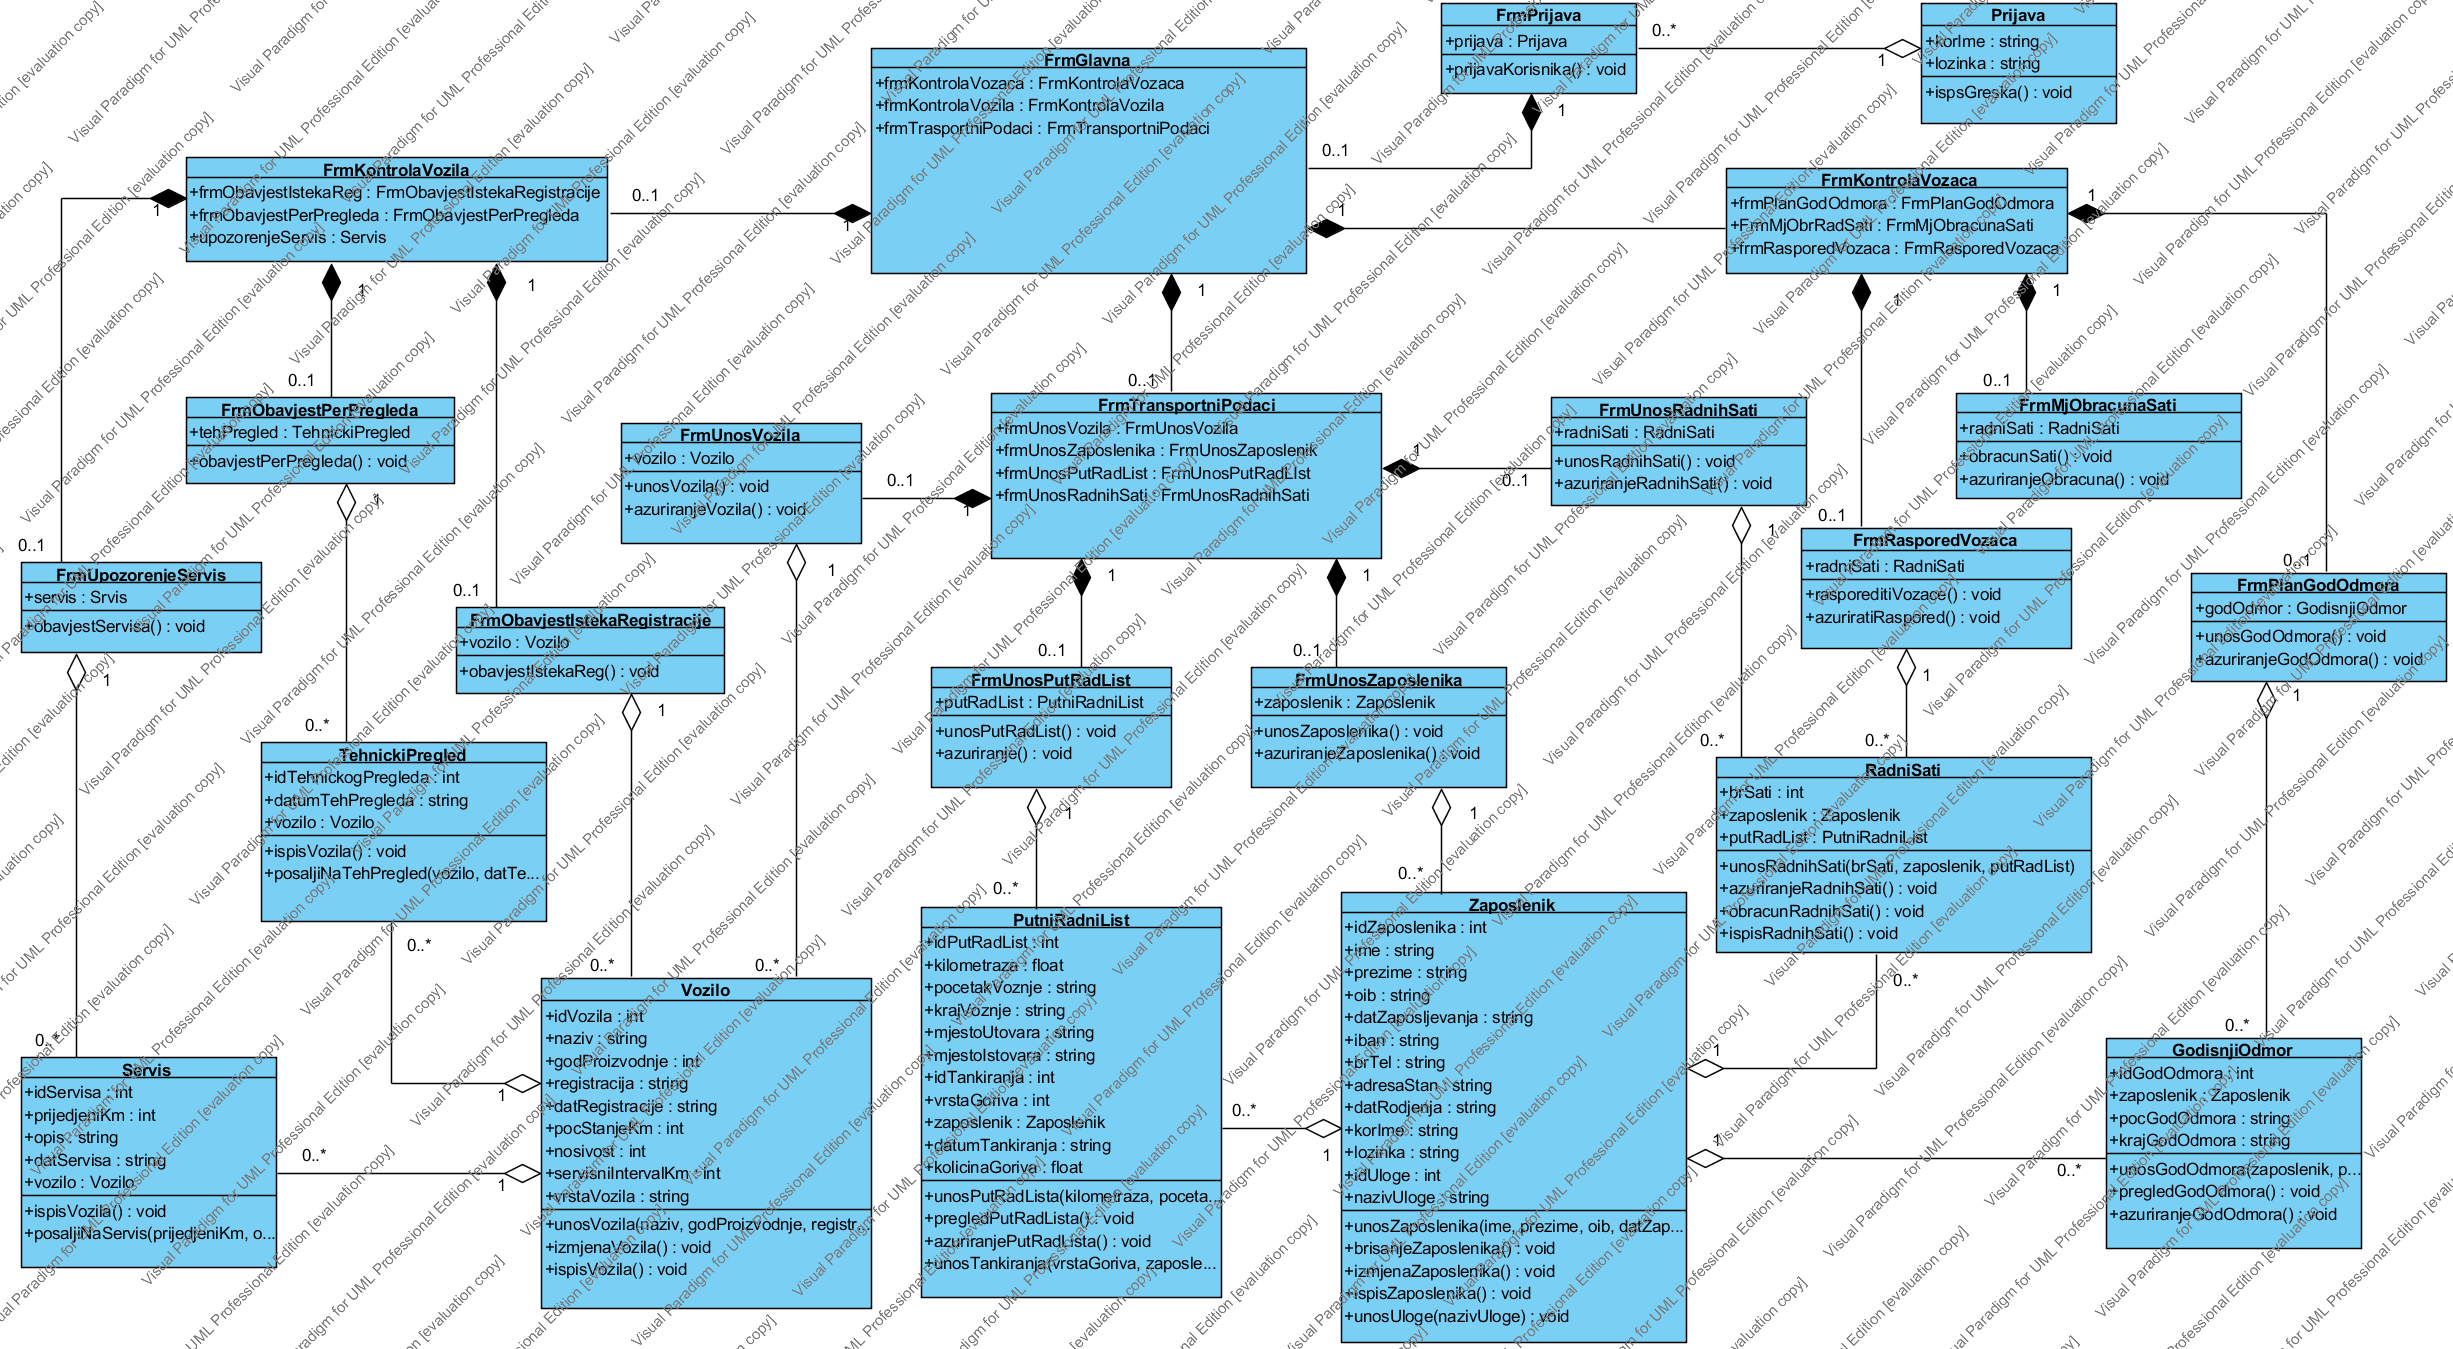 FrmPrijava
+prijava : Prijava
+prijavaKorisnika() : void
0..*
1
Prijava
+korIme : string
+lozinka : string
+ispsGreska() : void
FrmGlavna
+frmKontrolaVozaca : FrmKontrolaVozaca
+frmKontrolaVozila : FrmKontrolaVozila
+frmTrasportniPodaci : FrmTransportniPodaci
1
0..1
0..1
1
1
1
FrmKontrolaVozila
+frmObavjestIstekaReg : FrmObavjestIstekaRegistracije
+frmObavjestPerPregleda : FrmObavjestPerPregleda
+upozorenjeServis : Servis
1
1
1
0..1
0..1
0..1
FrmKontrolaVozaca
+frmPlanGodOdmora : FrmPlanGodOdmora
+FrmMjObrRadSati : FrmMjObracunaSati
+frmRasporedVozaca : FrmRasporedVozaca
1
1
1
0..1
0..1
0..1
FrmObavjestPerPregleda
+tehPregled : TehnickiPregled
+obavjestPerPregleda() : void
1
0..*
FrmUnosVozila
+vozilo : Vozilo
+unosVozila() : void
+azuriranjeVozila() : void
0..1
1
1
0..*
0..1
FrmTransportniPodaci
+frmUnosVozila : FrmUnosVozila
+frmUnosZaposlenika : FrmUnosZaposlenik
+frmUnosPutRadList : FrmUnosPutRadLIst
+frmUnosRadnihSati : FrmUnosRadnihSati
1
0..1
1
0..1
1
0..1
FrmUnosRadnihSati
+radniSati : RadniSati
+unosRadnihSati() : void
+azuriranjeRadnihSati() : void
1
0..*
FrmMjObracunaSati
+radniSati : RadniSati
+obracunSati() : void
+azuriranjeObracuna() : void
FrmRasporedVozaca
+radniSati : RadniSati
+rasporeditiVozace() : void
+azuriratiRaspored() : void
1
0..*
FrmPlanGodOdmora
+godOdmor : GodisnjiOdmor
+unosGodOdmora() : void
+azuriranjeGodOdmora() : void
1
0..*
FrmUpozorenjeServis
+servis : Srvis
+obavjestServisa() : void
1
0..*
FrmObavjestIstekaRegistracije
+vozilo : Vozilo
+obavjestIstekaReg() : void
1
0..*
FrmUnosPutRadList
+putRadList : PutniRadniList
+unosPutRadList() : void
+azuriranje() : void
1
0..*
FrmUnosZaposlenika
+zaposlenik : Zaposlenik
+unosZaposlenika() : void
+azuriranjeZaposlenika() : void
1
0..*
TehnickiPregled
+idTehnickogPregleda : int
+datumTehPregleda : string
+vozilo : Vozilo
+ispisVozila() : void
+posaljiNaTehPregled(vozilo, datTe...
0..*
1
RadniSati
+brSati : int
+zaposlenik : Zaposlenik
+putRadList : PutniRadniList
+unosRadnihSati(brSati, zaposlenik, putRadList)
+azuriranjeRadnihSati() : void
+obracunRadnihSati() : void
+ispisRadnihSati() : void
0..*
1
Servis
+idServisa : int
+prijedjeniKm : int
+opis : string
+datServisa : string
+vozilo : Vozilo
+ispisVozila() : void
+posaljiNaServis(prijedjeniKm, o...
0..*
1
Vozilo
+idVozila : int
+naziv : string
+godProizvodnje : int
+registracija : string
+datRegistracije : string
+pocStanjeKm : int
+nosivost : int
+servisniIntervalKm : int
+vrstaVozila : string
+unosVozila(naziv, godProizvodnje, registr...
+izmjenaVozila() : void
+ispisVozila() : void
PutniRadniList
+idPutRadList : int
+kilometraza : float
+pocetakVoznje : string
+krajVoznje : string
+mjestoUtovara : string
+mjestoIstovara : string
+idTankiranja : int
+vrstaGoriva : int
+zaposlenik : Zaposlenik
+datumTankiranja : string
+kolicinaGoriva : float
+unosPutRadLista(kilometraza, poceta...
+pregledPutRadLista() : void
+azuriranjePutRadLista() : void
+unosTankiranja(vrstaGoriva, zaposle...
0..*
1
Zaposlenik
+idZaposlenika : int
+ime : string
+prezime : string
+oib : string
+datZaposljevanja : string
+iban : string
+brTel : string
+adresaStan : string
+datRodjenja : string
+korIme : string
+lozinka : string
+idUloge : int
+nazivUloge : string
+unosZaposlenika(ime, prezime, oib, datZap...
+brisanjeZaposlenika() : void
+izmjenaZaposlenika() : void
+ispisZaposlenika() : void
+unosUloge(nazivUloge) : void
1
0..*
GodisnjiOdmor
+idGodOdmora : int
+zaposlenik : Zaposlenik
+pocGodOdmora : string
+krajGodOdmora : string
+unosGodOdmora(zaposlenik, p...
+pregledGodOdmora() : void
+azuriranjeGodOdmora() : void
Visual Paradigm for UML Professional Edition [evaluation copy]